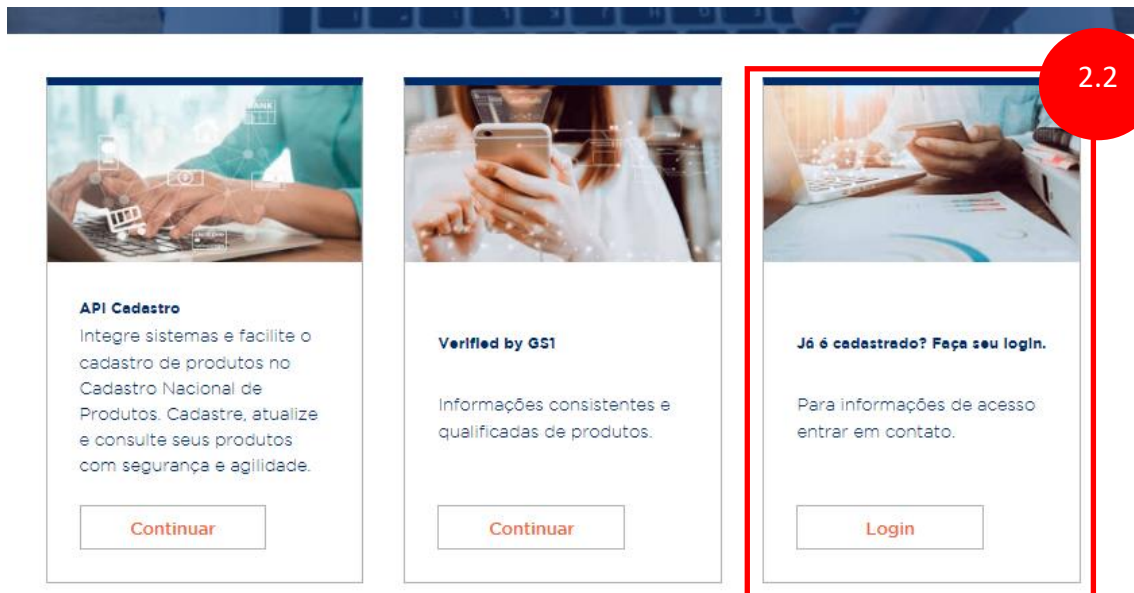 2.2
API Cadastro
Integre sistemas e facilite o
cadastro de produtos no
Cadastro Nacional de
Produtos. Cadastre, atualize
e consulte seus produtos
com segurança e agilidade.
Continuar
Verified by GS1
Informações consistentes e
qualificadas de produtos.
Continuar
Já é cadastrado? Faça seu login.
Para informações de acesso
entrar em contato.
Login